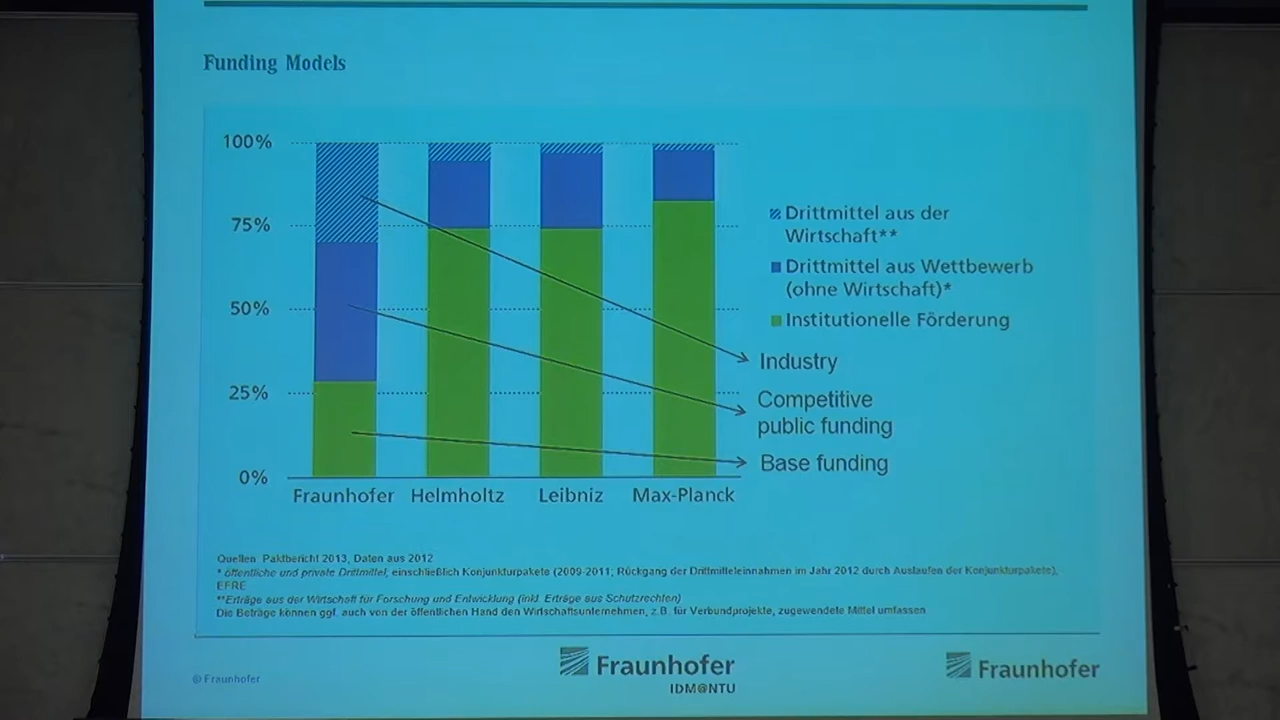 Funding Models
100%
75%
50%
25%
0%
Fraunhofer Helmholtz Leibniz Max-Planck
Drittmittel aus der
Wirtschaft**
Drittmittel aus Wettbewerb
(ohne Wirtschaft)*
Institutionelle Förderung
Industry
Competitive
public funding
Base funding
Quellen: Paktbericht 2013, Daten aus 2012
* öffentliche und private Drittmittel, einschließlich Konjunkturpakete (2009-2011; Rückgang der Drittmitteleinnahmen im Jahr 2012 durch Auslaufen der Konjunkturpakete),
EFRE
**Erträge aus der Wirtschaft für Forschung und Entwicklung (inkl. Erträge aus Schutzrechten)
Die Beträge können ggf. auch von der öffentlichen Hand den Wirtschaftsunternehmen, z.B. für Verbundprojekte, zugewendete Mittel umfassen
© Fraunhofer
Fraunhofer
IDM@NTU
Fraunhofer